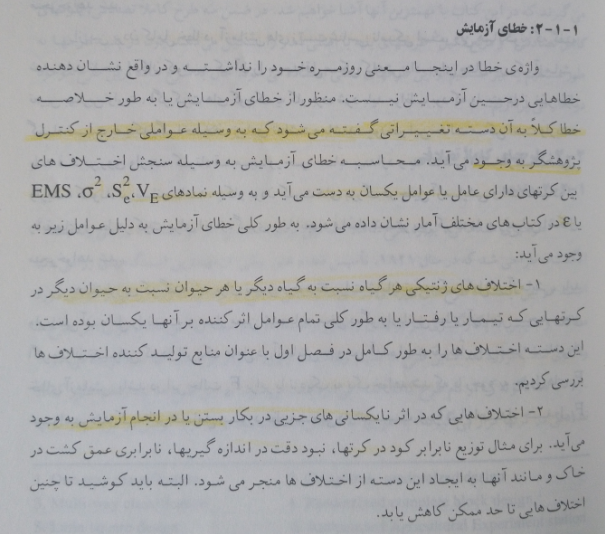 ۲-۱-۱: خطای آزمایش
واژه‌ی خطا در اینجا معنی روزمره خود را نداشته و در واقع نشان دهنده
خطاهایی درحین آزمایش نیست. منظور از خطای آزمایش یا به طور خلاصه
خطا کلاً به آن دسته تغییراتی گفته می‌شود که به وسیله عواملی خارج از کنترل
پژوهشگر به وجود می آید. محاسبه خطای آزمایش به وسیله سنجش اختلاف های
بین کرتهای دارای عامل یا عوامل یکسان به دست می‌آید و به وسیله نمادهای EMS ،σ²، S²e، VE
یا ε در کتاب‌های مختلف آمار نشان داده می‌شود. به طور کلی خطای آزمایش به دلیل عوامل زیر به
وجود می‌آید:
۱- اختلاف‌های ژنتیکی هر گیاه نسبت به گیاه دیگر یا هر حیوان نسبت به حیوان دیگر در
کرتهایی که تیمار یا رفتار یا به طور کلی تمام عوامل اثر کننده بر آنها یکسان بوده است.
این دسته اختلاف ها را به طور کامل در فصل اول با عنوان منابع تولید کننده اختلاف ها
بررسی کردیم.
۲- اختلاف‌هایی که در اثر نایکسانی‌های جزیی در بکار بستن یا در انجام آزمایش به وجود
می‌آید. برای مثال توزیع نابرابر کود در کرتها، نبود دقت در اندازه گیریها، نابرابری عمق کشت در
خاک و مانند آنها به ایجاد این دسته از اختلاف ها منجر می شود. البته باید کوشید تا چنین
اختلاف‌هایی تا حد ممکن کاهش یابد.